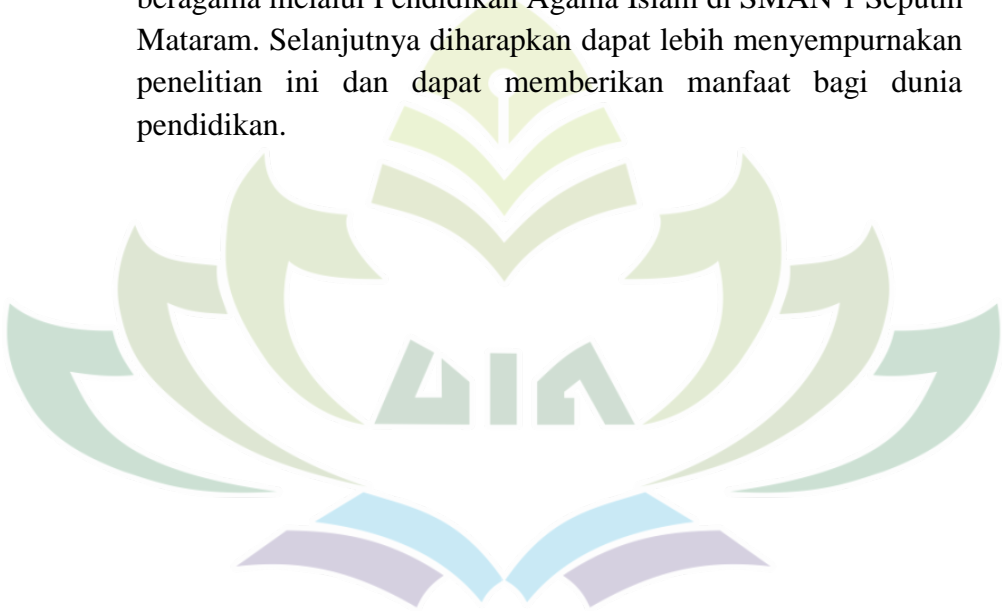 beragama melalui Pendidikan Agama Islam di SMAN 1 Seputih
Mataram. Selanjutnya diharapkan dapat lebih menyempurnakan
penelitian ini dan dapat memberikan manfaat bagi dunia
pendidikan.
UIN